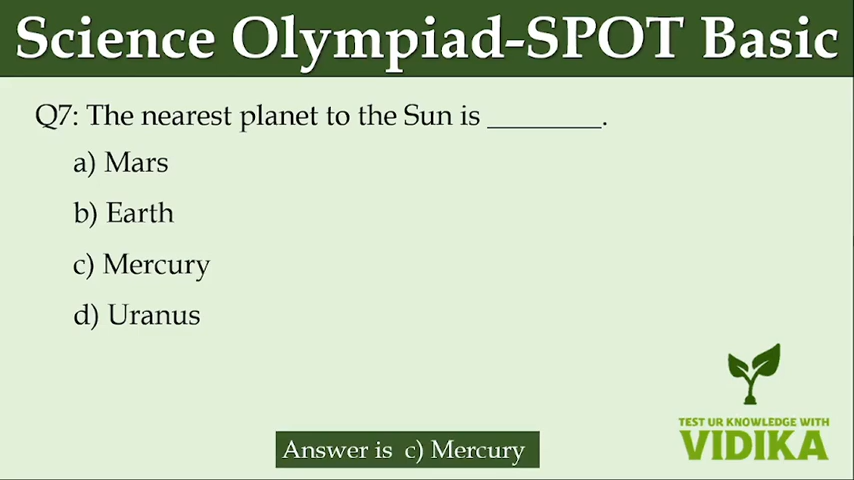 Science Olympiad-SPOT Basic
Q7: The nearest planet to the Sun is ________.
a) Mars
b) Earth
c) Mercury
d) Uranus
TEST UR KNOWLEDGE WITH
VIDIKA
Answer is c) Mercury